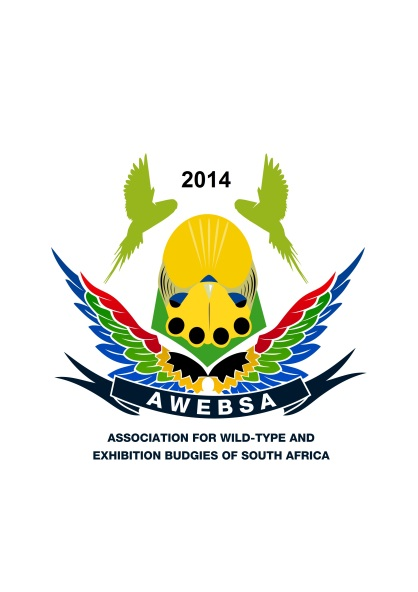 2014
AWEBSA
ASSOCIATION FOR WILD-TYPE AND
EXHIBITION BUDGIES OF SOUTH AFRICA